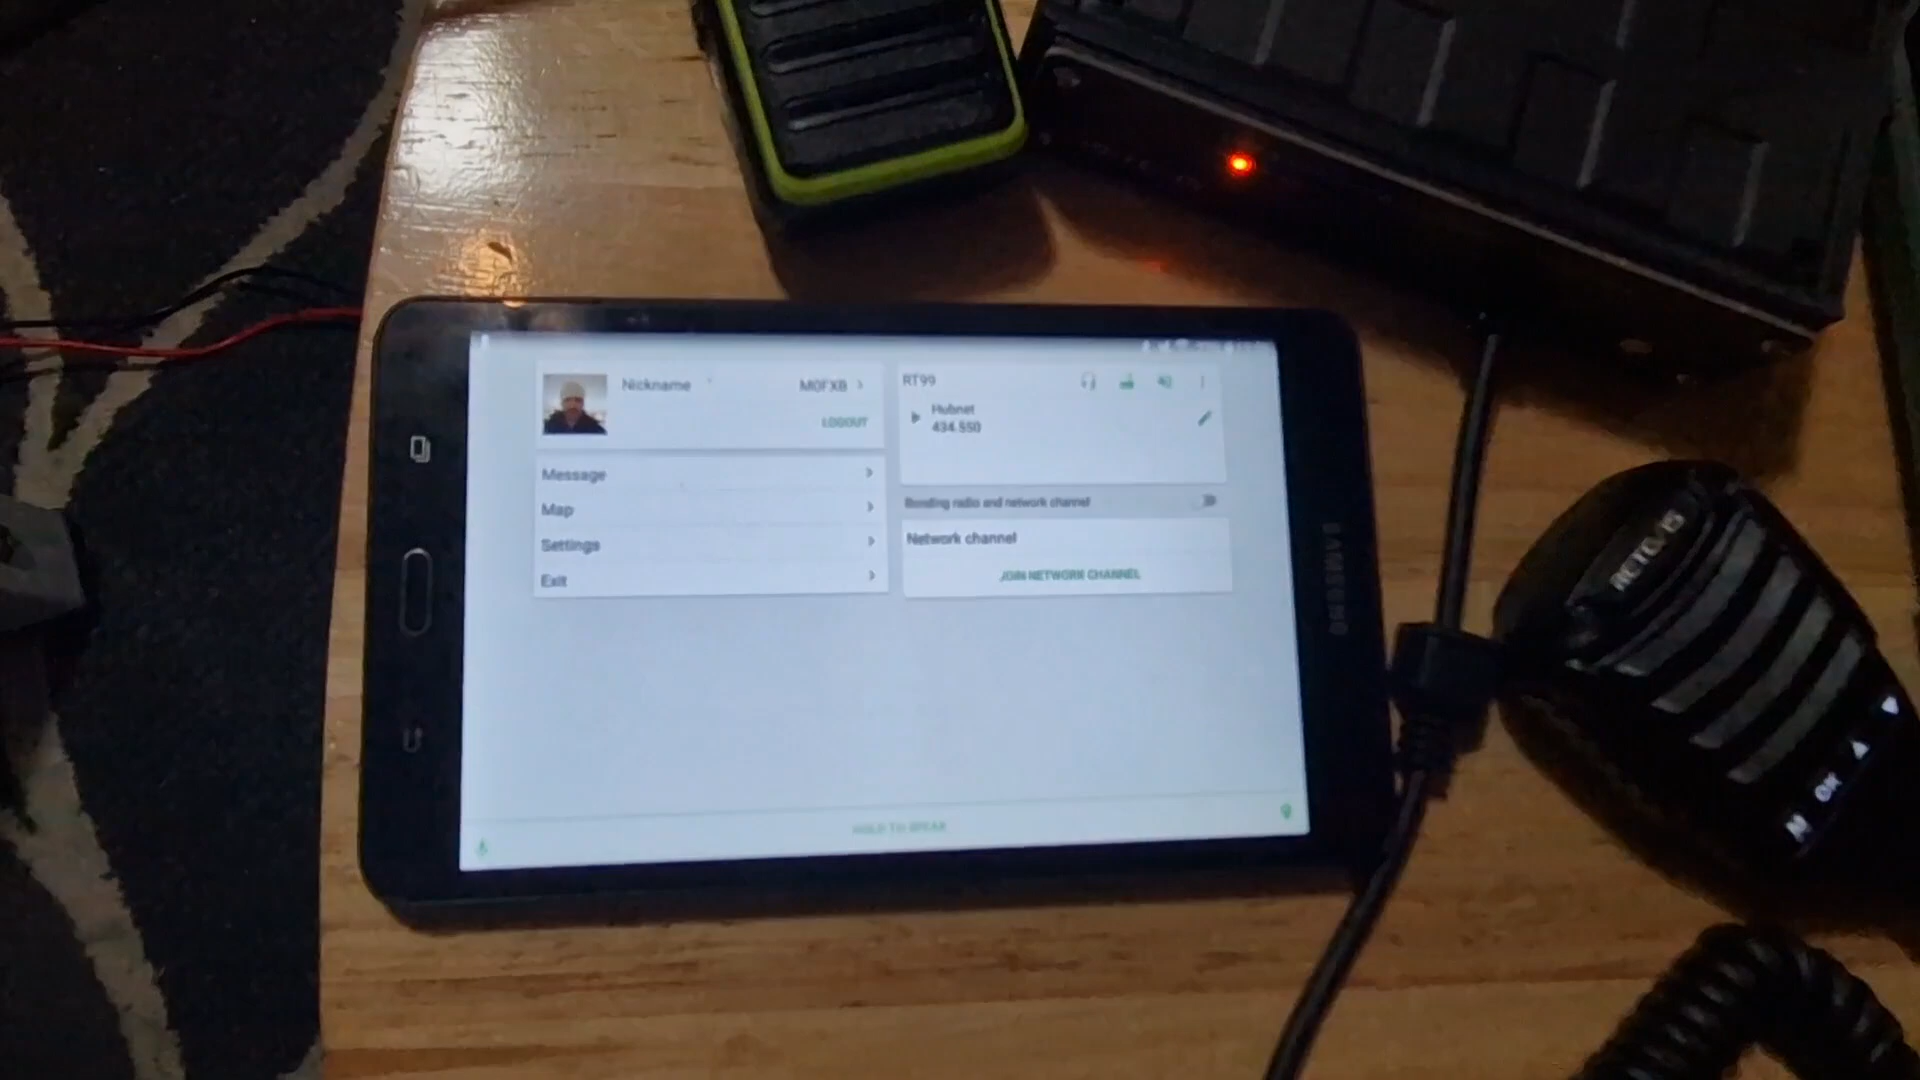 Nickname
M0FXB
LOGOUT
Message
Map
Settings
Exit
RT99
Hubnet
434.550
Bonding radio and network channel
Network channel
JOIN NETWORK CHANNEL
HOLD TO SPEAK
SAMSUNG
RETEVIS
OK
M